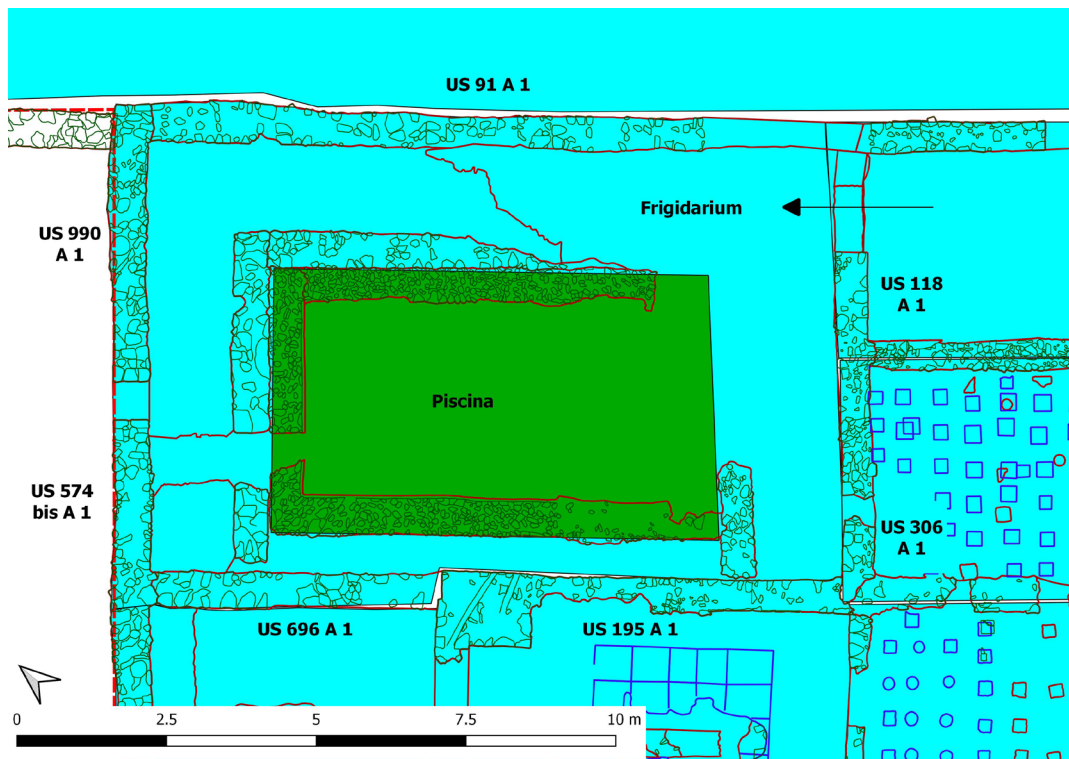 US 91 A 1
Frigidarium
US 990
A 1
US 118
A 1
Piscina
US 574
bis A 1
US 306
A 1
US 696 A 1
US 195 A 1
0
2.5
5
7.5
10 m